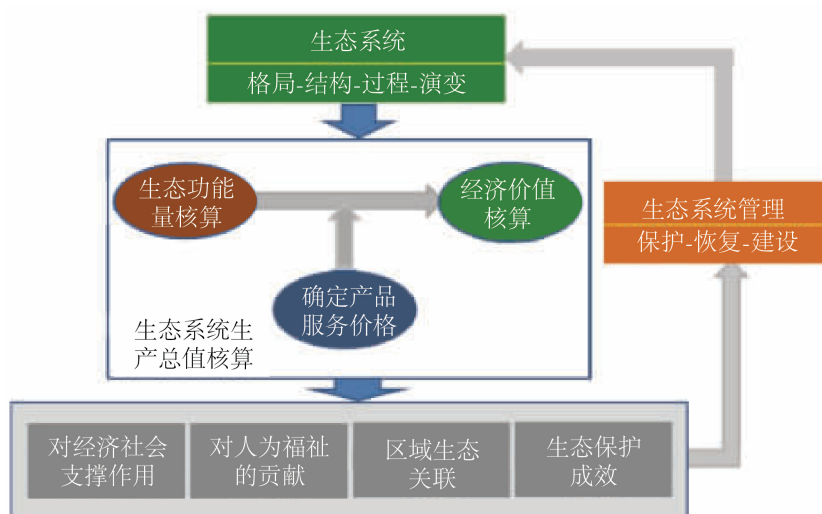 生态系统
格局-结构-过程-演变
生态功能
量核算
经济价值
核算
生态系统管理
保护-恢复-建设
确定产品
服务价格
生态系统生
产总值核算
对经济社会
支撑作用
对人为福祉
的贡献
区域生态
关联
生态保护
成效